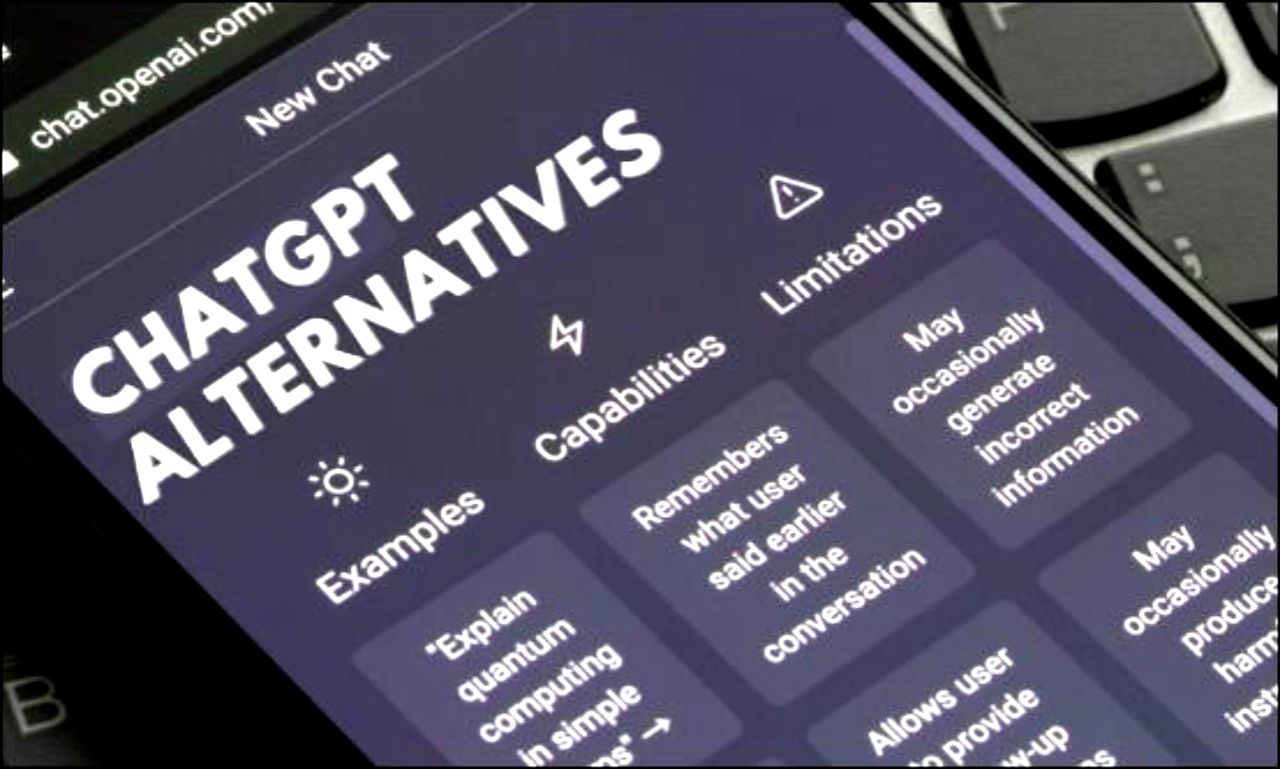 chat.openai.com/
New Chat
CHATGPT
ALTERNATIVES
Examples
"Explain
quantum
computing
in simple
Capabilities
Remembers
what user
said earlier
in the
conversation
Allows user
provide
Limitations
May
occasionally
generate
incorrect
information
May
occasionally
produce
B